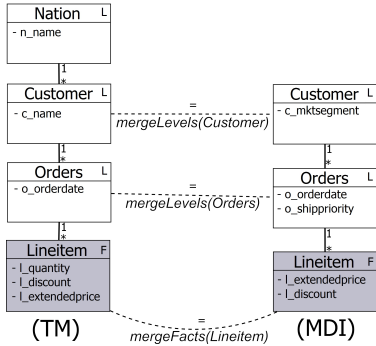 Nation L
- n_name
1
*
Customer L
- c_name
1
*
Orders L
- o_orderdate
1
*
Lineitem F
- l_quantity
- l_discount
- l_extendedprice
(TM)
=
mergeLevels(Customer)
=
mergeLevels(Orders)
=
mergeFacts(Lineitem)
Customer L
- c_mktsegment
1
*
Orders L
- o_orderdate
- o_shippriority
1
*
Lineitem F
- l_extendedprice
- l_discount
(MDI)